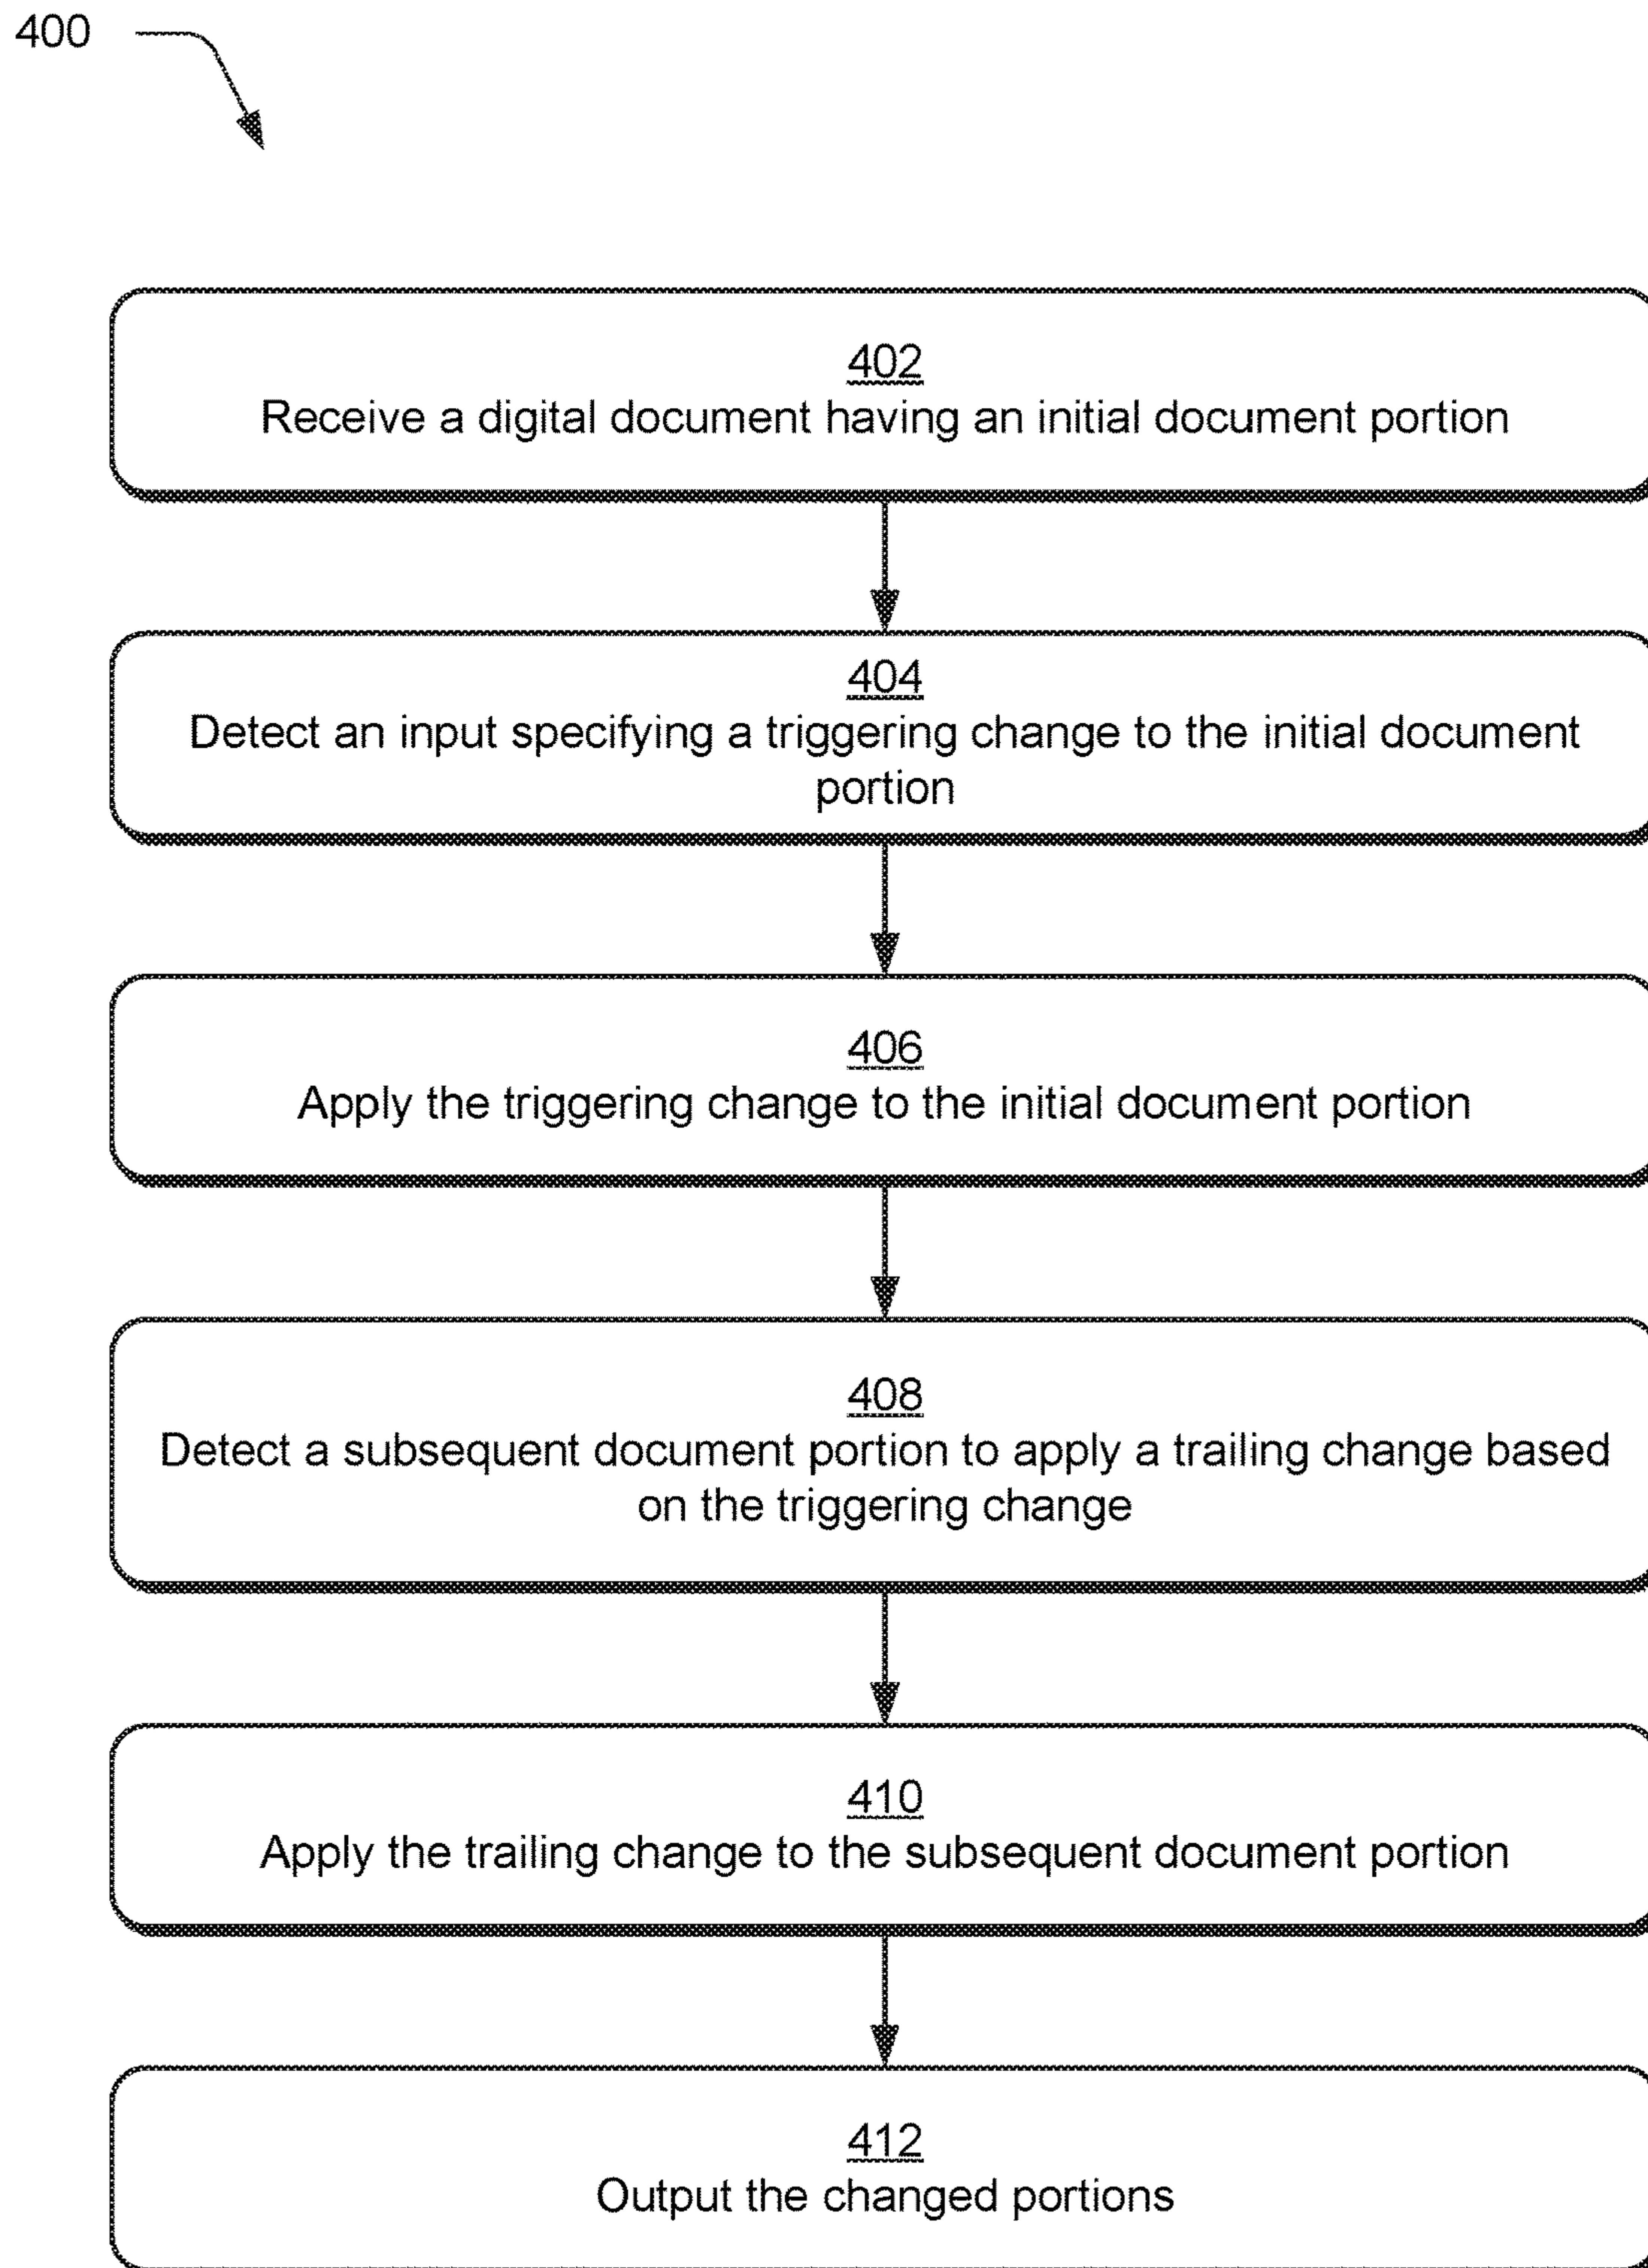 400
402
Receive a digital document having an initial document portion
404
Detect an input specifying a triggering change to the initial document
portion
406
Apply the triggering change to the initial document portion
408
Detect a subsequent document portion to apply a trailing change based
on the triggering change
410
Apply the trailing change to the subsequent document portion
412
Output the changed portions